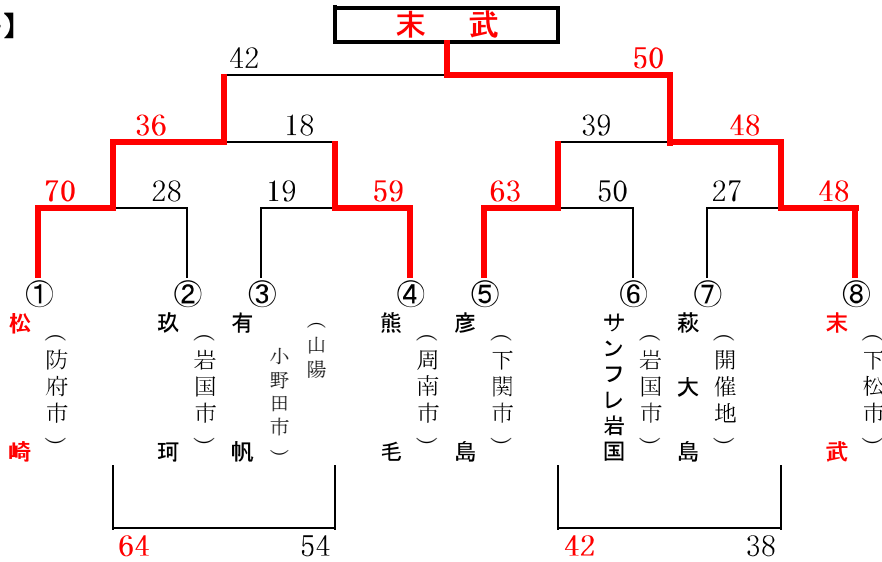 】
末 武
42 50
36 18 39 48
70 28 19 59 63 50 27 48
① ② ③ ④ ⑤ ⑥ ⑦ ⑧
松崎
(防府市)
玖珂
(岩国市)
有帆
(山陽
小野田市)
熊毛
(周南市)
彦島
(下関市)
サンフレ岩国
(岩国市)
萩大島
(開催地)
末武
(下松市)
64 54 42 38